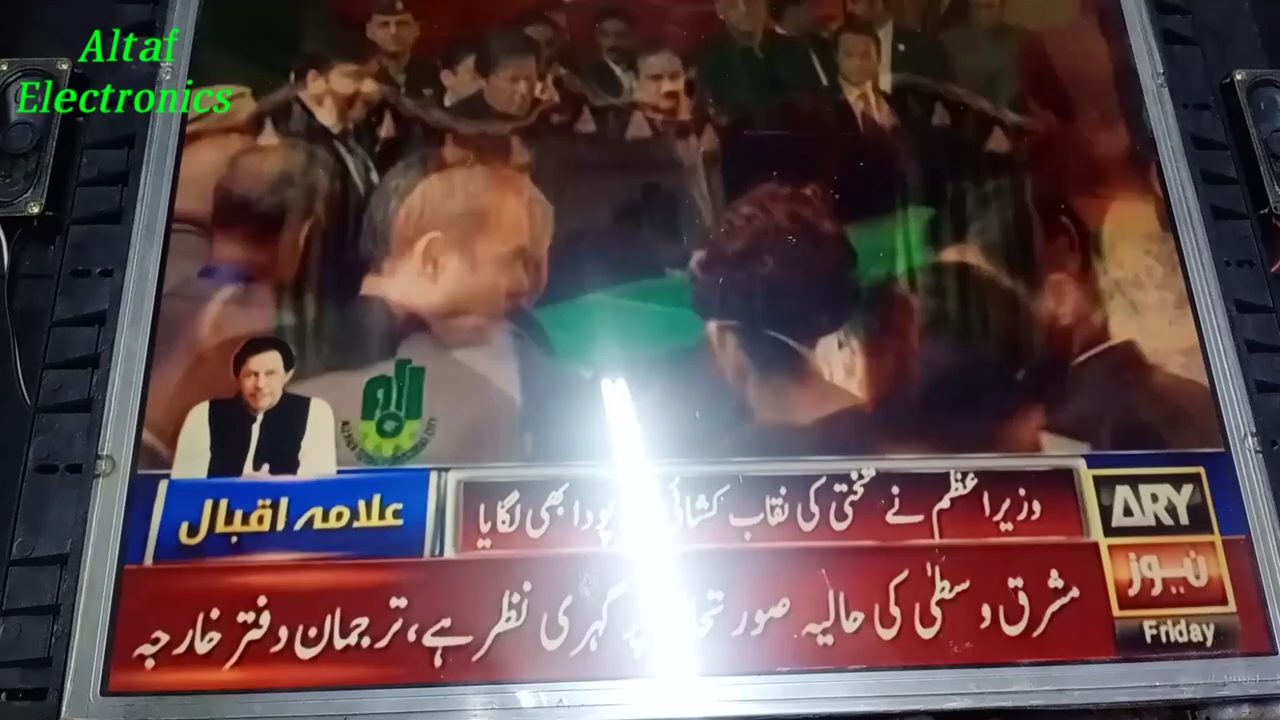 Altaf
Electronics
علامہ اقبال
وزیراعظم نے تختی کی نقاب کشائی پودا بھی لگایا
ARY
نیوز
Friday
مشرق وسطیٰ کی حالیہ گہری نظر ہے، ترجمان دفتر خارجہ